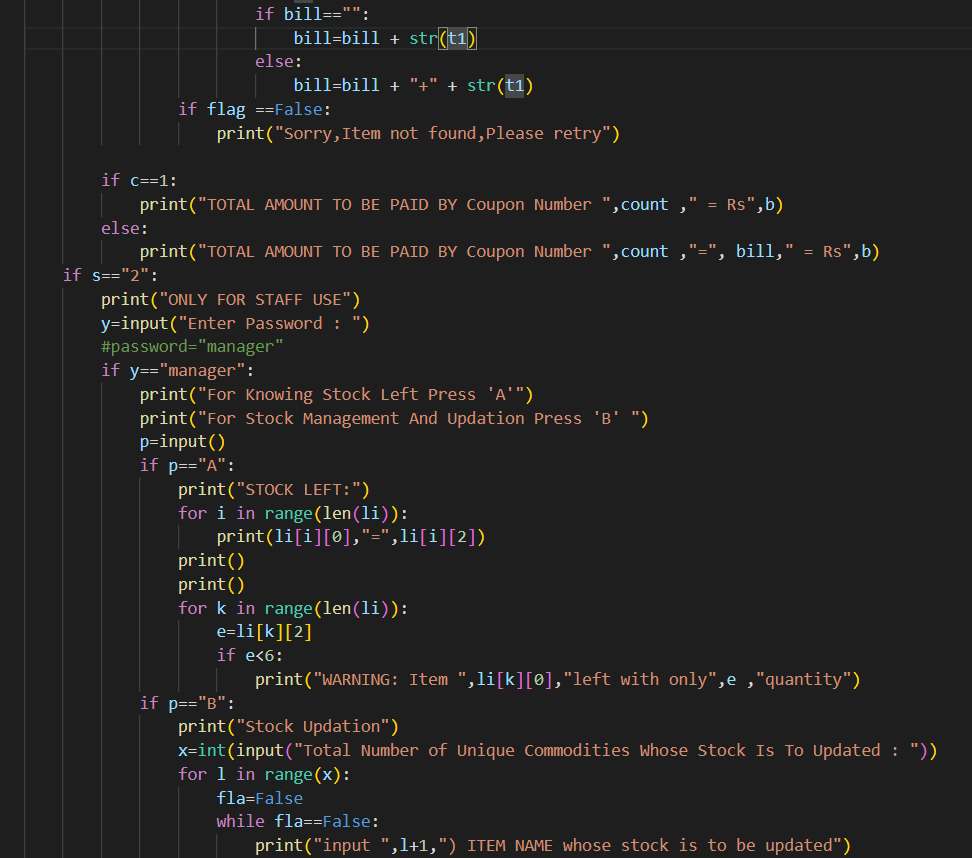 if bill=="":
bill=bill + str(t1)
else:
bill=bill + "+" + str(t1)
if flag ==False:
print("Sorry,Item not found,Please retry")
if c==1:
print("TOTAL AMOUNT TO BE PAID BY Coupon Number ",count ," = Rs",b)
else:
print("TOTAL AMOUNT TO BE PAID BY Coupon Number ",count ,"=", bill," = Rs",b)
if s=="2":
print("ONLY FOR STAFF USE")
y=input("Enter Password : ")
#password="manager"
if y=="manager":
print("For Knowing Stock Left Press 'A'")
print("For Stock Management And Updation Press 'B' ")
p=input()
if p=="A":
print("STOCK LEFT:")
for i in range(len(li)):
print(li[i][0],"=",li[i][2])
print()
print()
for k in range(len(li)):
e=li[k][2]
if e<6:
print("WARNING: Item ",li[k][0],"left with only",e ,"quantity")
if p=="B":
print("Stock Updation")
x=int(input("Total Number of Unique Commodities Whose Stock Is To Updated : "))
for l in range(x):
fla=False
while fla==False:
print("input ",l+1,") ITEM NAME whose stock is to be updated")